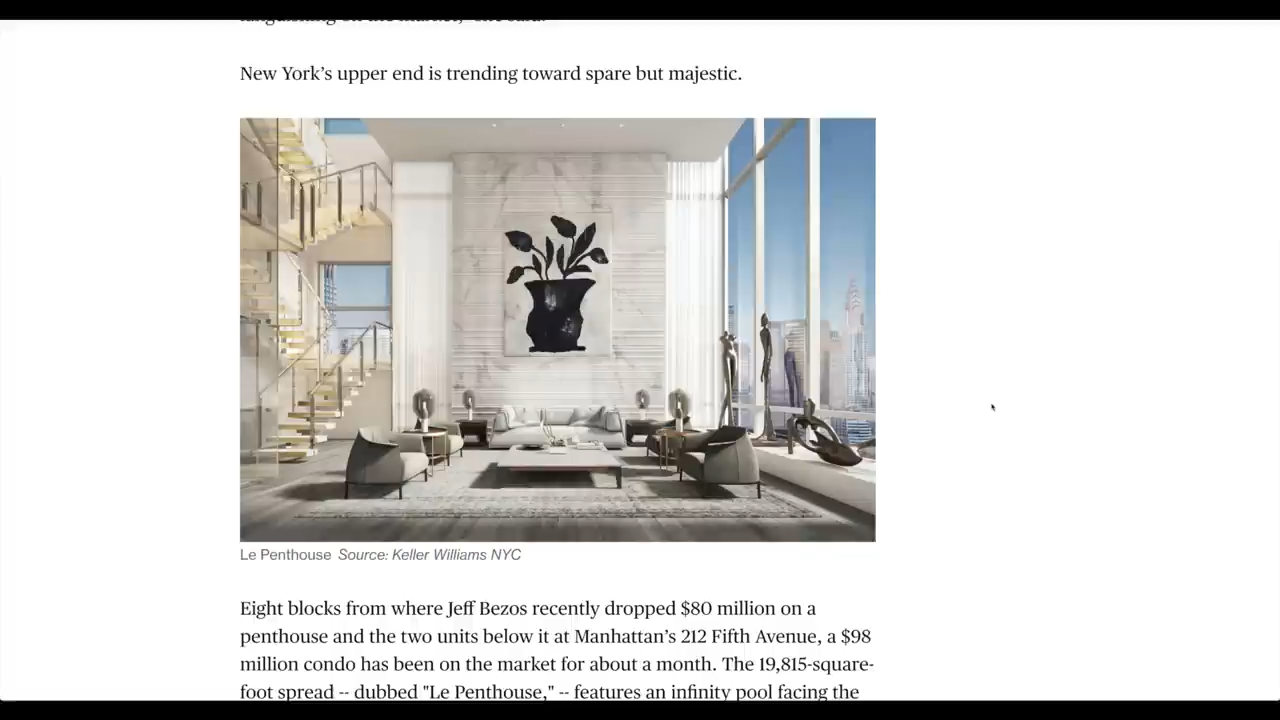 New York’s upper end is trending toward spare but majestic.
Le Penthouse Source: Keller Williams NYC
Eight blocks from where Jeff Bezos recently dropped $80 million on a
penthouse and the two units below it at Manhattan’s 212 Fifth Avenue, a $98
million condo has been on the market for about a month. The 19,815-square-
foot spread -- dubbed "Le Penthouse," -- features an infinity pool facing the